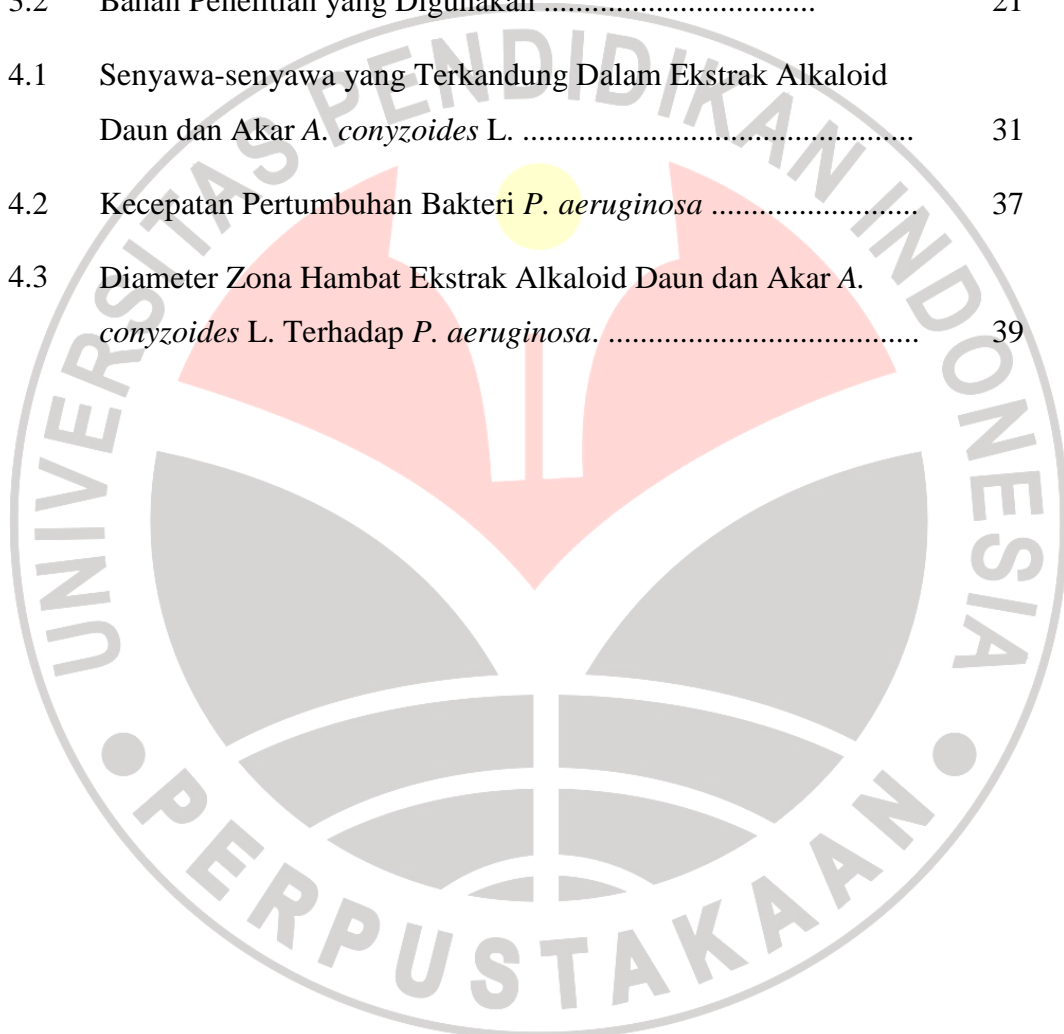 3.2 Bahan Penelitian yang Digunakan .................................. 21
4.1 Senyawa-senyawa yang Terkandung Dalam Ekstrak Alkaloid
Daun dan Akar A. conyzoides L. ................................................. 31
4.2 Kecepatan Pertumbuhan Bakteri P. aeruginosa .......................... 37
4.3 Diameter Zona Hambat Ekstrak Alkaloid Daun dan Akar A.
conyzoides L. Terhadap P. aeruginosa. ....................................... 39
UNIVERSITAS PENDIDIKAN INDONESIA
PERPUSTAKAAN